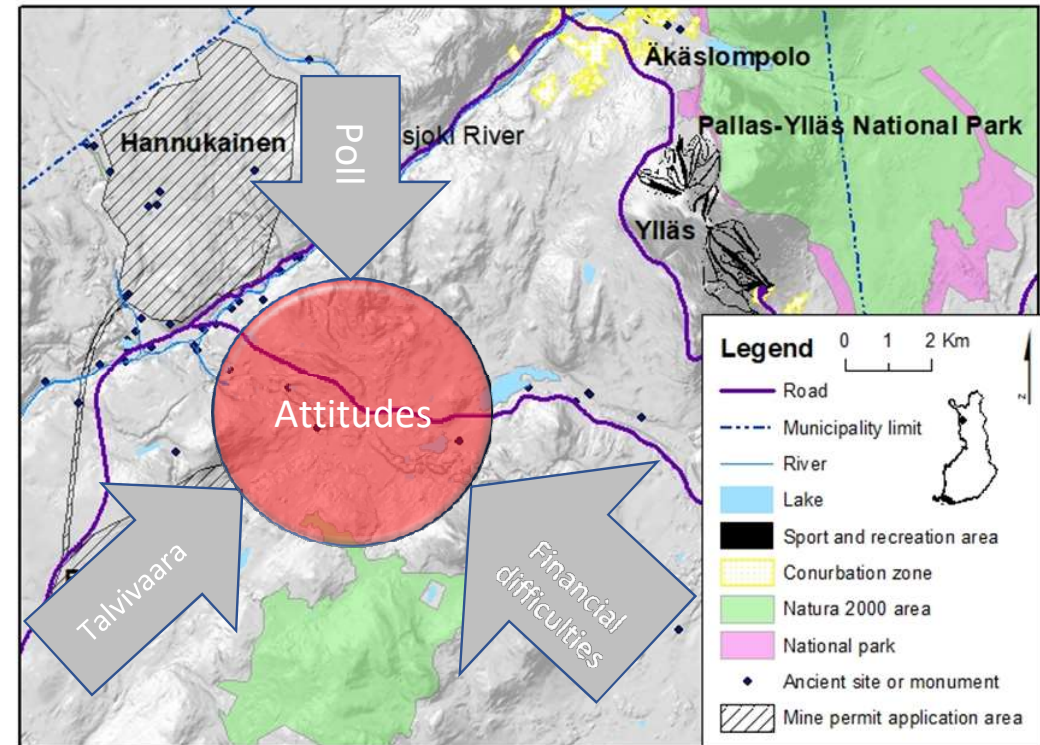 Äkäslompolo
Poll
Hannukainen
sjoki River
Pallas-Ylläs National Park
Ylläs
Attitudes
Talvivaara
Financial
difficulties
Legend
0 1 2 Km
Road
Municipality limit
River
Lake
Sport and recreation area
Conurbation zone
Natura 2000 area
National park
Ancient site or monument
Mine permit application area
z